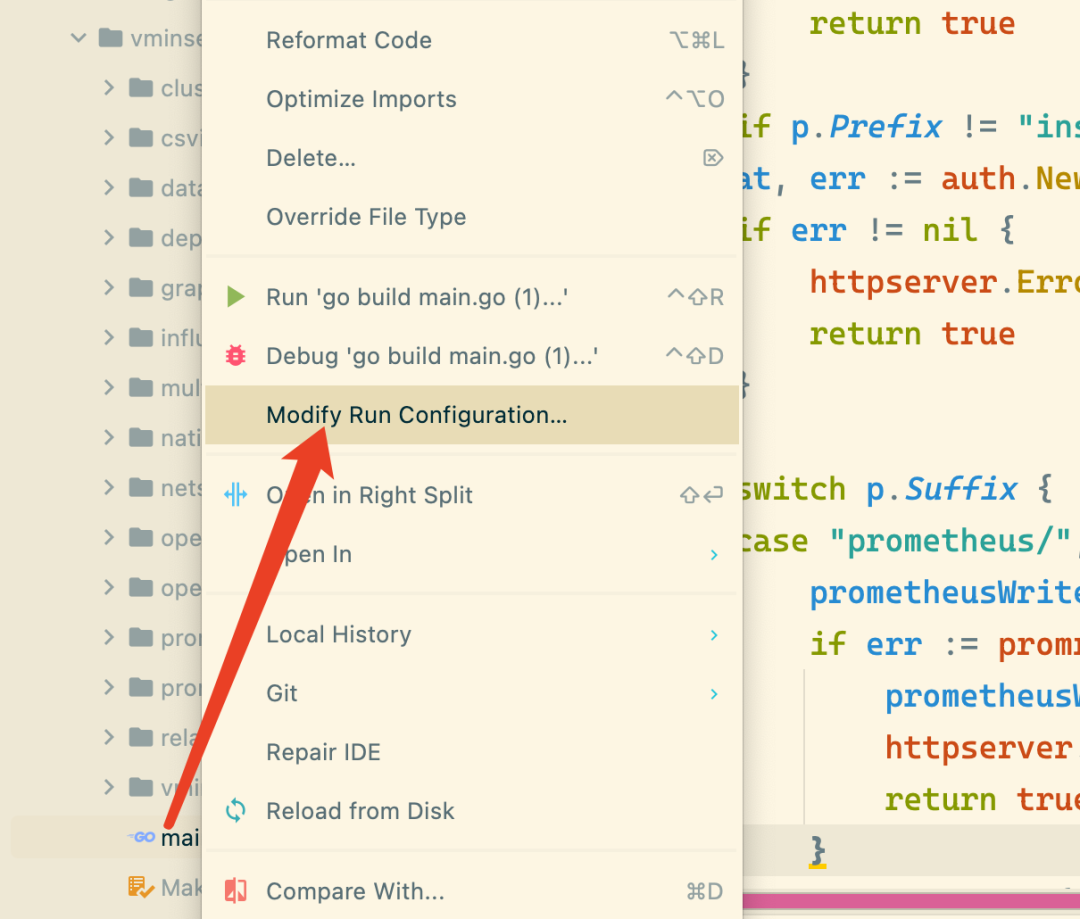 vminse
clus
csvi
data
dep
grap
influ
mul
nati
nets
ope
ope
pror
pror
rela
vmi
GO mai
Mak
Reformat Code ⌥⌘L
Optimize Imports ^⌥O
Delete... ⌦
Override File Type
Run 'go build main.go (1)...' ^⇧R
Debug 'go build main.go (1)...' ^⇧D
Modify Run Configuration...
Open in Right Split ⇧↩
Open In
Local History
Git
Repair IDE
Reload from Disk
Compare With... ⌘D
return true
}
if p.Prefix != "ins
at, err := auth.New
if err != nil {
httpserver.Erro
return true
}
switch p.Suffix {
case "prometheus/",
prometheusWrite
if err := prom
prometheusW
httpserver
return true
}